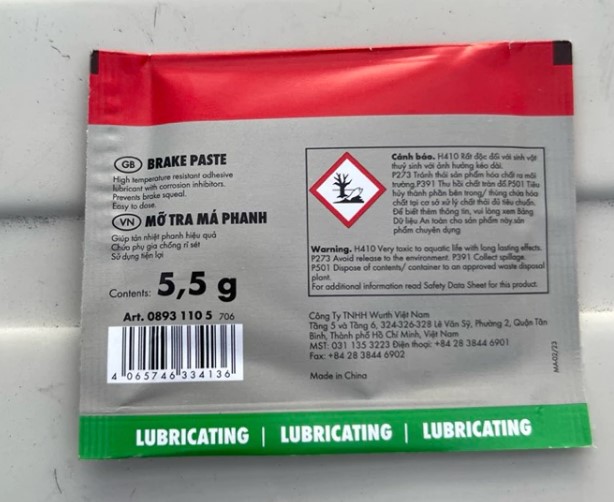 GB BRAKE PASTE
High temperature resistant adhesive
lubricant with corrosion inhibitors.
Prevents brake squeal.
Easy to dose.
VN MỠ TRA MÁ PHANH
Giúp tản nhiệt phanh hiệu quả
Chứa phụ gia chống rỉ sét
Sử dụng tiện lợi
Contents: 5,5 g
Art. 0893 110 5 706
4 065746 334136
Cảnh báo. H410 Rất độc đối với sinh vật
thuỷ sinh với ảnh hưởng kéo dài.
P273 Tránh thải sản phẩm hóa chất ra môi
trường.P391 Thu hồi chất tràn đổ.P501 Tiêu
hủy thành phần bên trong/ thùng chứa hóa
chất tại cơ sở xử lý chất thải đủ tiêu chuẩn.
Để biết thêm thông tin, vui lòng xem Bảng
Dữ liệu An toàn cho sản phẩm này.sản
phẩm chuyên dụng
Warning. H410 Very toxic to aquatic life with long lasting effects.
P273 Avoid release to the environment. P391 Collect spillage.
P501 Dispose of contents/ container to an approved waste disposal
plant.
For additional information read Safety Data Sheet for this product.
Công Ty TNHH Wurth Việt Nam
Tầng 5 và Tầng 6, 324-326-328 Lê Văn Sỹ, Phường 2, Quận Tân
Bình, Thành phố Hồ Chí Minh, Việt Nam
MST: 031 135 3223 Điện thoại: +84 28 3844 6901
Fax: +84 28 3844 6902
Made in China
MA-02/23
LUBRICATING | LUBRICATING | LUBRICATING